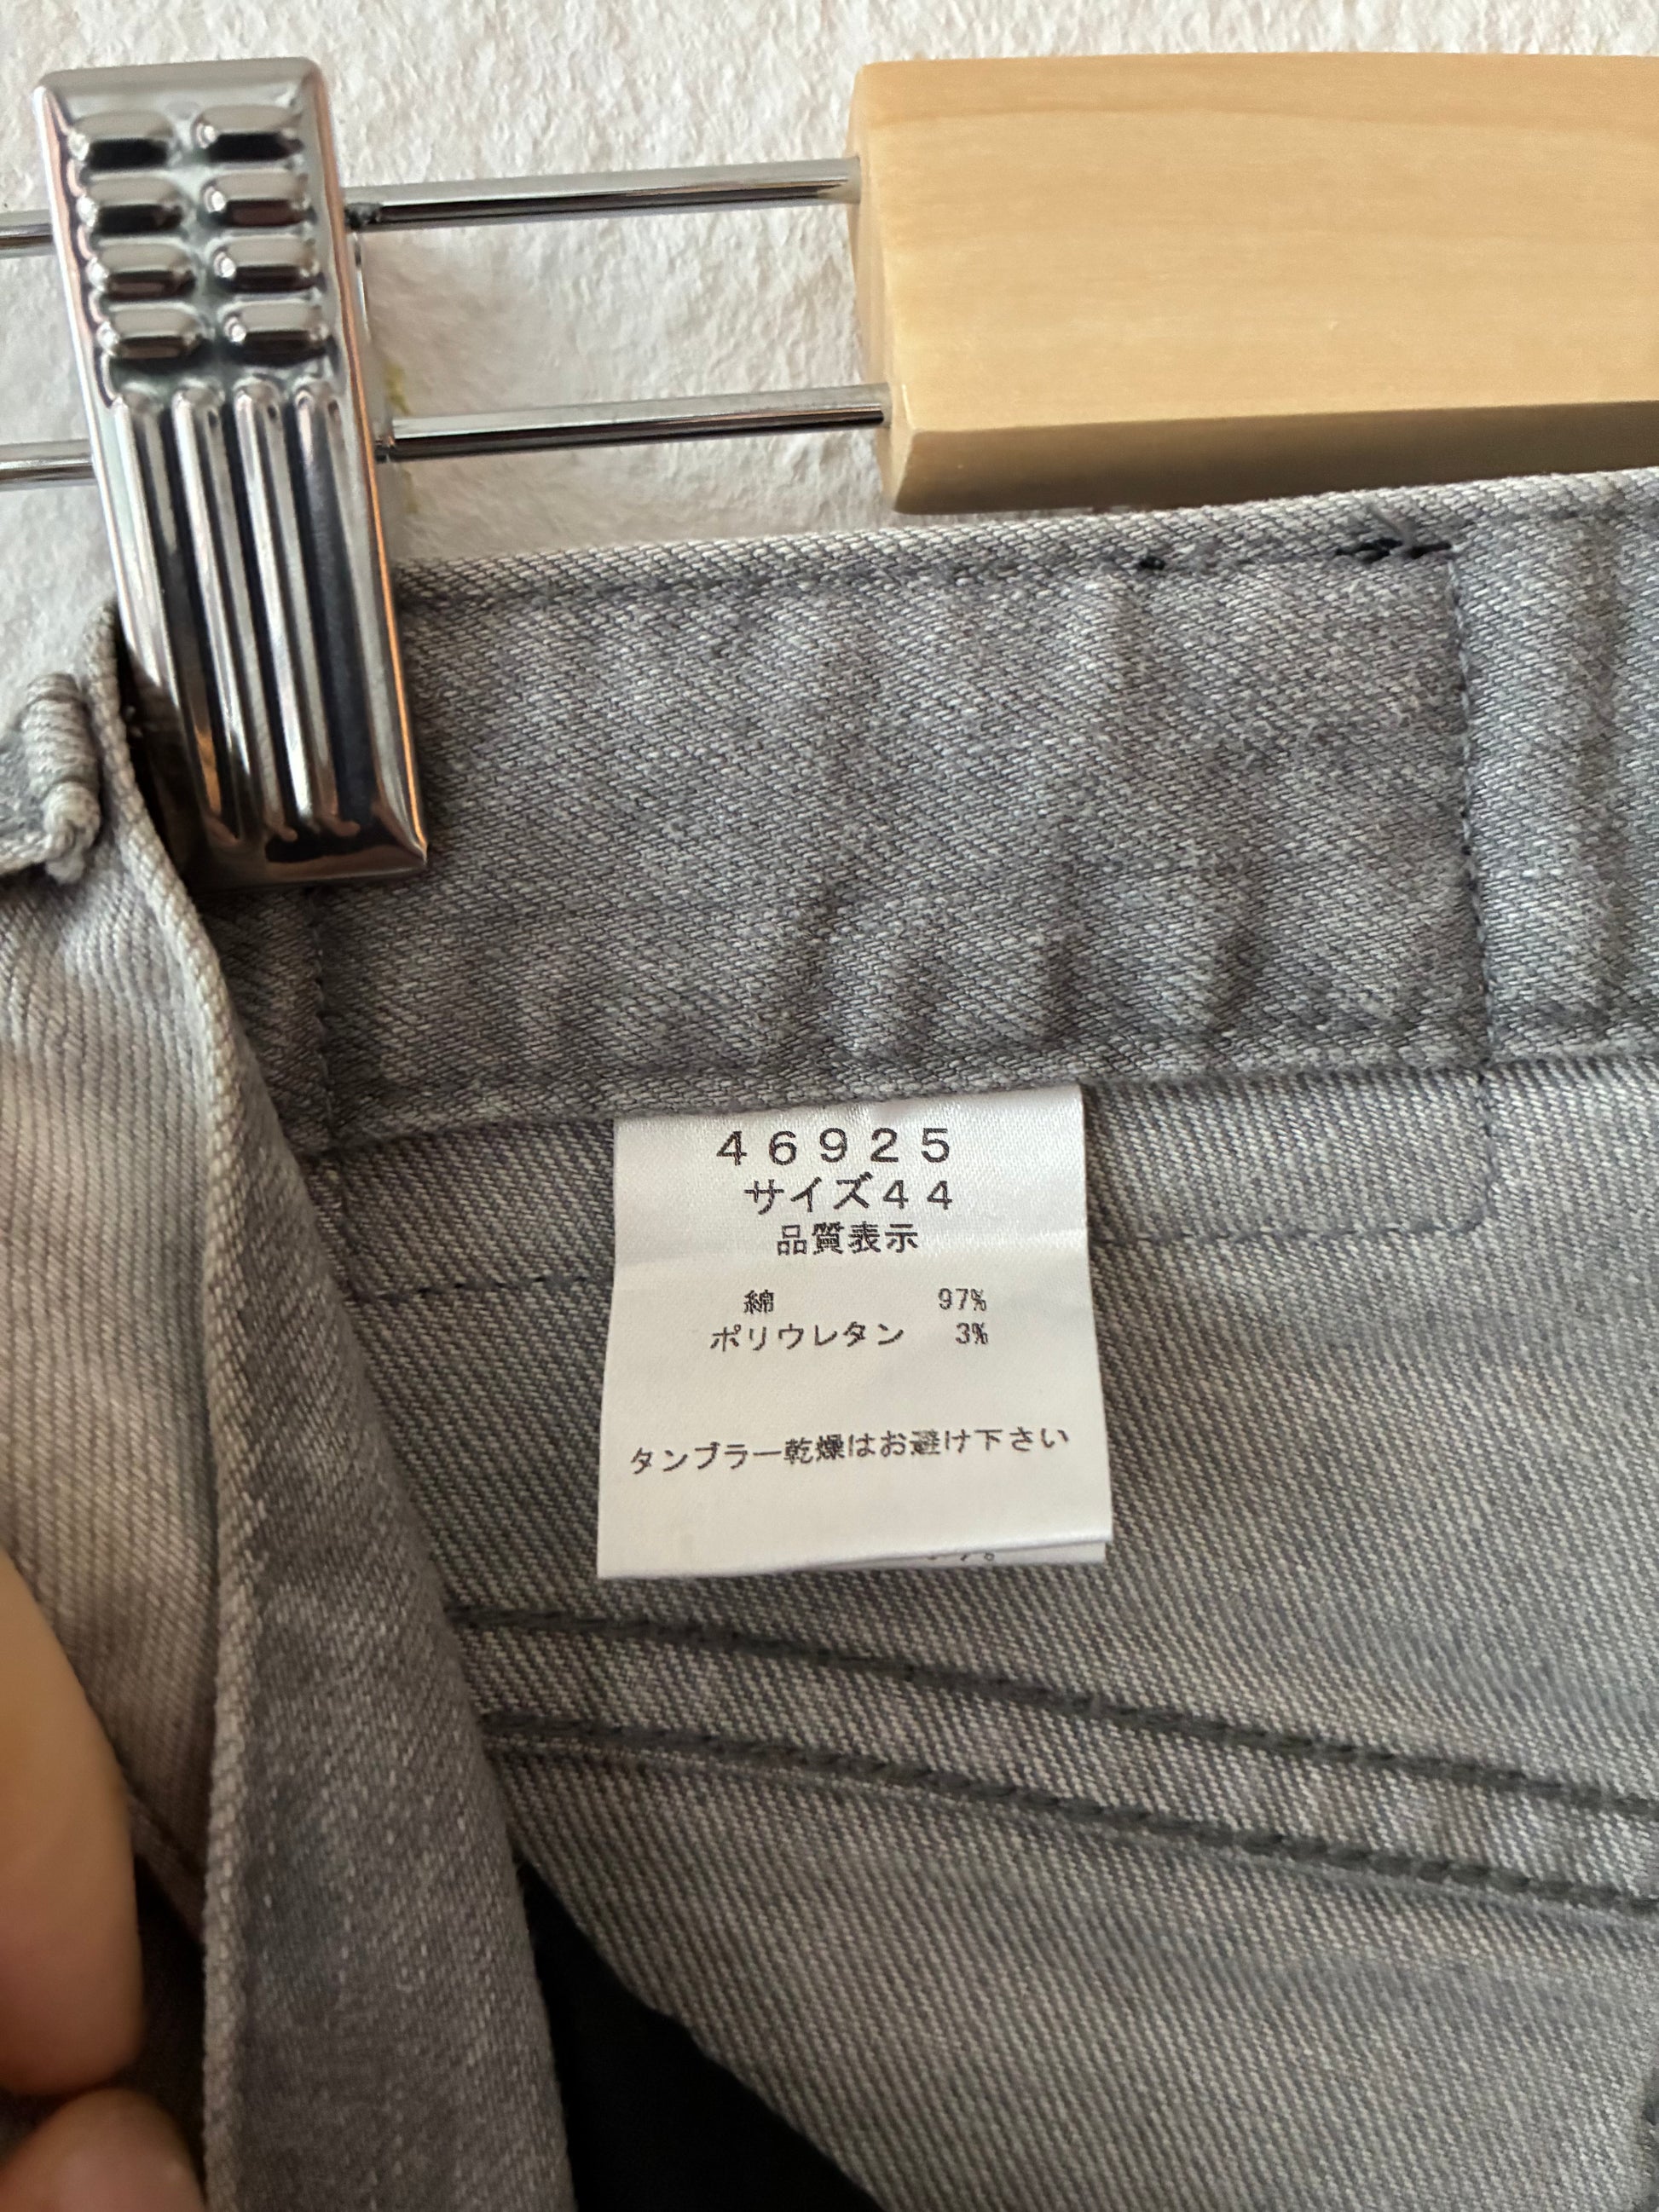 46925
サイズ44
品質表示
綿 97%
ポリウレタン 3%
タンブラー乾燥はお避け下さい